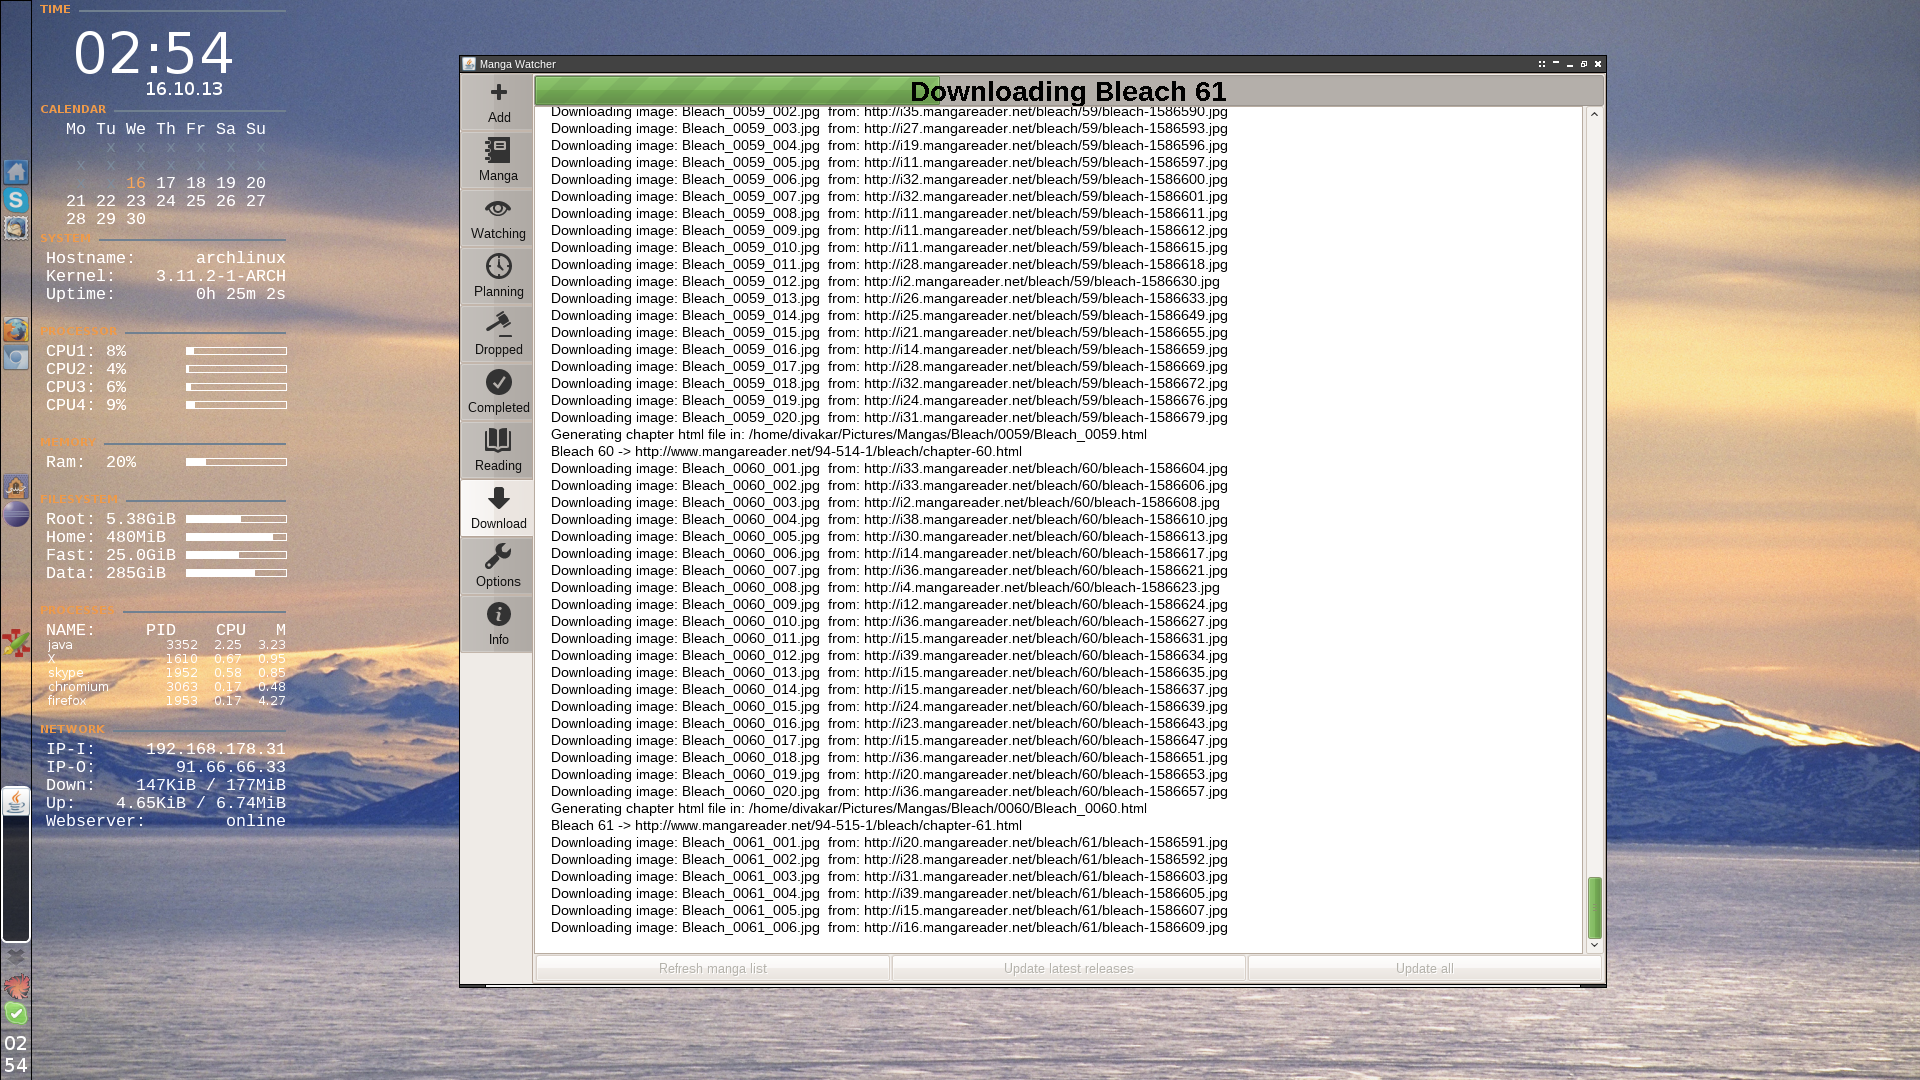 TIME
02:54
16.10.13
CALENDAR
Mo Tu We Th Fr Sa Su
x x x x x x
x x x x x x x
16 17 18 19 20
21 22 23 24 25 26 27
28 29 30
SYSTEM
Hostname: archlinux
Kernel: 3.11.2-1-ARCH
Uptime: 0h 25m 2s
PROCESSOR
CPU1: 8%
CPU2: 4%
CPU3: 6%
CPU4: 9%
MEMORY
Ram: 20%
FILESYSTEM
Root: 5.38GiB
Home: 480MiB
Fast: 25.0GiB
Data: 285GiB
PROCESSES
NAME: PID CPU M
java 3352 2.25 3.23
X 1610 0.67 0.95
skype 1952 0.58 0.85
chromium 3063 0.17 0.48
firefox 1953 0.17 4.27
NETWORK
IP-I: 192.168.178.31
IP-O: 91.66.66.33
Down: 147KiB / 177MiB
Up: 4.65KiB / 6.74MiB
Webserver: online
02
54
Manga Watcher
Add
Manga
Watching
Planning
Dropped
Completed
Reading
Download
Options
Info
Downloading Bleach 61
Downloading image: Bleach_0059_002.jpg from: http://i35.mangareader.net/bleach/59/bleach-1586590.jpg
Downloading image: Bleach_0059_003.jpg from: http://i27.mangareader.net/bleach/59/bleach-1586593.jpg
Downloading image: Bleach_0059_004.jpg from: http://i19.mangareader.net/bleach/59/bleach-1586596.jpg
Downloading image: Bleach_0059_005.jpg from: http://i11.mangareader.net/bleach/59/bleach-1586597.jpg
Downloading image: Bleach_0059_006.jpg from: http://i32.mangareader.net/bleach/59/bleach-1586600.jpg
Downloading image: Bleach_0059_007.jpg from: http://i32.mangareader.net/bleach/59/bleach-1586601.jpg
Downloading image: Bleach_0059_008.jpg from: http://i11.mangareader.net/bleach/59/bleach-1586611.jpg
Downloading image: Bleach_0059_009.jpg from: http://i11.mangareader.net/bleach/59/bleach-1586612.jpg
Downloading image: Bleach_0059_010.jpg from: http://i11.mangareader.net/bleach/59/bleach-1586615.jpg
Downloading image: Bleach_0059_011.jpg from: http://i28.mangareader.net/bleach/59/bleach-1586618.jpg
Downloading image: Bleach_0059_012.jpg from: http://i2.mangareader.net/bleach/59/bleach-1586630.jpg
Downloading image: Bleach_0059_013.jpg from: http://i26.mangareader.net/bleach/59/bleach-1586633.jpg
Downloading image: Bleach_0059_014.jpg from: http://i25.mangareader.net/bleach/59/bleach-1586649.jpg
Downloading image: Bleach_0059_015.jpg from: http://i21.mangareader.net/bleach/59/bleach-1586655.jpg
Downloading image: Bleach_0059_016.jpg from: http://i14.mangareader.net/bleach/59/bleach-1586659.jpg
Downloading image: Bleach_0059_017.jpg from: http://i28.mangareader.net/bleach/59/bleach-1586669.jpg
Downloading image: Bleach_0059_018.jpg from: http://i32.mangareader.net/bleach/59/bleach-1586672.jpg
Downloading image: Bleach_0059_019.jpg from: http://i24.mangareader.net/bleach/59/bleach-1586676.jpg
Downloading image: Bleach_0059_020.jpg from: http://i31.mangareader.net/bleach/59/bleach-1586679.jpg
Generating chapter html file in: /home/divakar/Pictures/Mangas/Bleach/0059/Bleach_0059.html
Bleach 60 -> http://www.mangareader.net/94-514-1/bleach/chapter-60.html
Downloading image: Bleach_0060_001.jpg from: http://i33.mangareader.net/bleach/60/bleach-1586604.jpg
Downloading image: Bleach_0060_002.jpg from: http://i33.mangareader.net/bleach/60/bleach-1586606.jpg
Downloading image: Bleach_0060_003.jpg from: http://i2.mangareader.net/bleach/60/bleach-1586608.jpg
Downloading image: Bleach_0060_004.jpg from: http://i38.mangareader.net/bleach/60/bleach-1586610.jpg
Downloading image: Bleach_0060_005.jpg from: http://i30.mangareader.net/bleach/60/bleach-1586613.jpg
Downloading image: Bleach_0060_006.jpg from: http://i14.mangareader.net/bleach/60/bleach-1586617.jpg
Downloading image: Bleach_0060_007.jpg from: http://i36.mangareader.net/bleach/60/bleach-1586621.jpg
Downloading image: Bleach_0060_008.jpg from: http://i4.mangareader.net/bleach/60/bleach-1586623.jpg
Downloading image: Bleach_0060_009.jpg from: http://i12.mangareader.net/bleach/60/bleach-1586624.jpg
Downloading image: Bleach_0060_010.jpg from: http://i36.mangareader.net/bleach/60/bleach-1586627.jpg
Downloading image: Bleach_0060_011.jpg from: http://i15.mangareader.net/bleach/60/bleach-1586631.jpg
Downloading image: Bleach_0060_012.jpg from: http://i39.mangareader.net/bleach/60/bleach-1586634.jpg
Downloading image: Bleach_0060_013.jpg from: http://i15.mangareader.net/bleach/60/bleach-1586635.jpg
Downloading image: Bleach_0060_014.jpg from: http://i15.mangareader.net/bleach/60/bleach-1586637.jpg
Downloading image: Bleach_0060_015.jpg from: http://i24.mangareader.net/bleach/60/bleach-1586639.jpg
Downloading image: Bleach_0060_016.jpg from: http://i23.mangareader.net/bleach/60/bleach-1586643.jpg
Downloading image: Bleach_0060_017.jpg from: http://i15.mangareader.net/bleach/60/bleach-1586647.jpg
Downloading image: Bleach_0060_018.jpg from: http://i36.mangareader.net/bleach/60/bleach-1586651.jpg
Downloading image: Bleach_0060_019.jpg from: http://i20.mangareader.net/bleach/60/bleach-1586653.jpg
Downloading image: Bleach_0060_020.jpg from: http://i36.mangareader.net/bleach/60/bleach-1586657.jpg
Generating chapter html file in: /home/divakar/Pictures/Mangas/Bleach/0060/Bleach_0060.html
Bleach 61 -> http://www.mangareader.net/94-515-1/bleach/chapter-61.html
Downloading image: Bleach_0061_001.jpg from: http://i20.mangareader.net/bleach/61/bleach-1586591.jpg
Downloading image: Bleach_0061_002.jpg from: http://i28.mangareader.net/bleach/61/bleach-1586592.jpg
Downloading image: Bleach_0061_003.jpg from: http://i31.mangareader.net/bleach/61/bleach-1586603.jpg
Downloading image: Bleach_0061_004.jpg from: http://i39.mangareader.net/bleach/61/bleach-1586605.jpg
Downloading image: Bleach_0061_005.jpg from: http://i15.mangareader.net/bleach/61/bleach-1586607.jpg
Downloading image: Bleach_0061_006.jpg from: http://i16.mangareader.net/bleach/61/bleach-1586609.jpg
Refresh manga list
Update latest releases
Update all